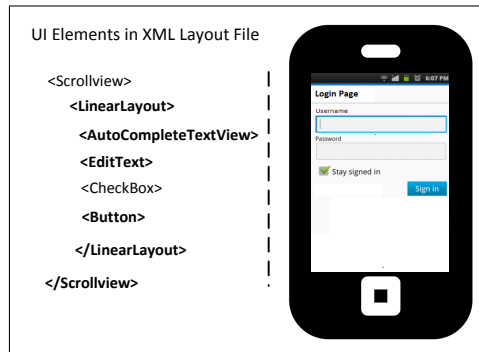 UI Elements in XML Layout File
<Scrollview>
<LinearLayout>
<AutoCompleteTextView>
<EditText>
<CheckBox>
<Button>
</LinearLayout>
</Scrollview>
6:07 PM
Login Page
Username
Password
Stay signed in
Sign in